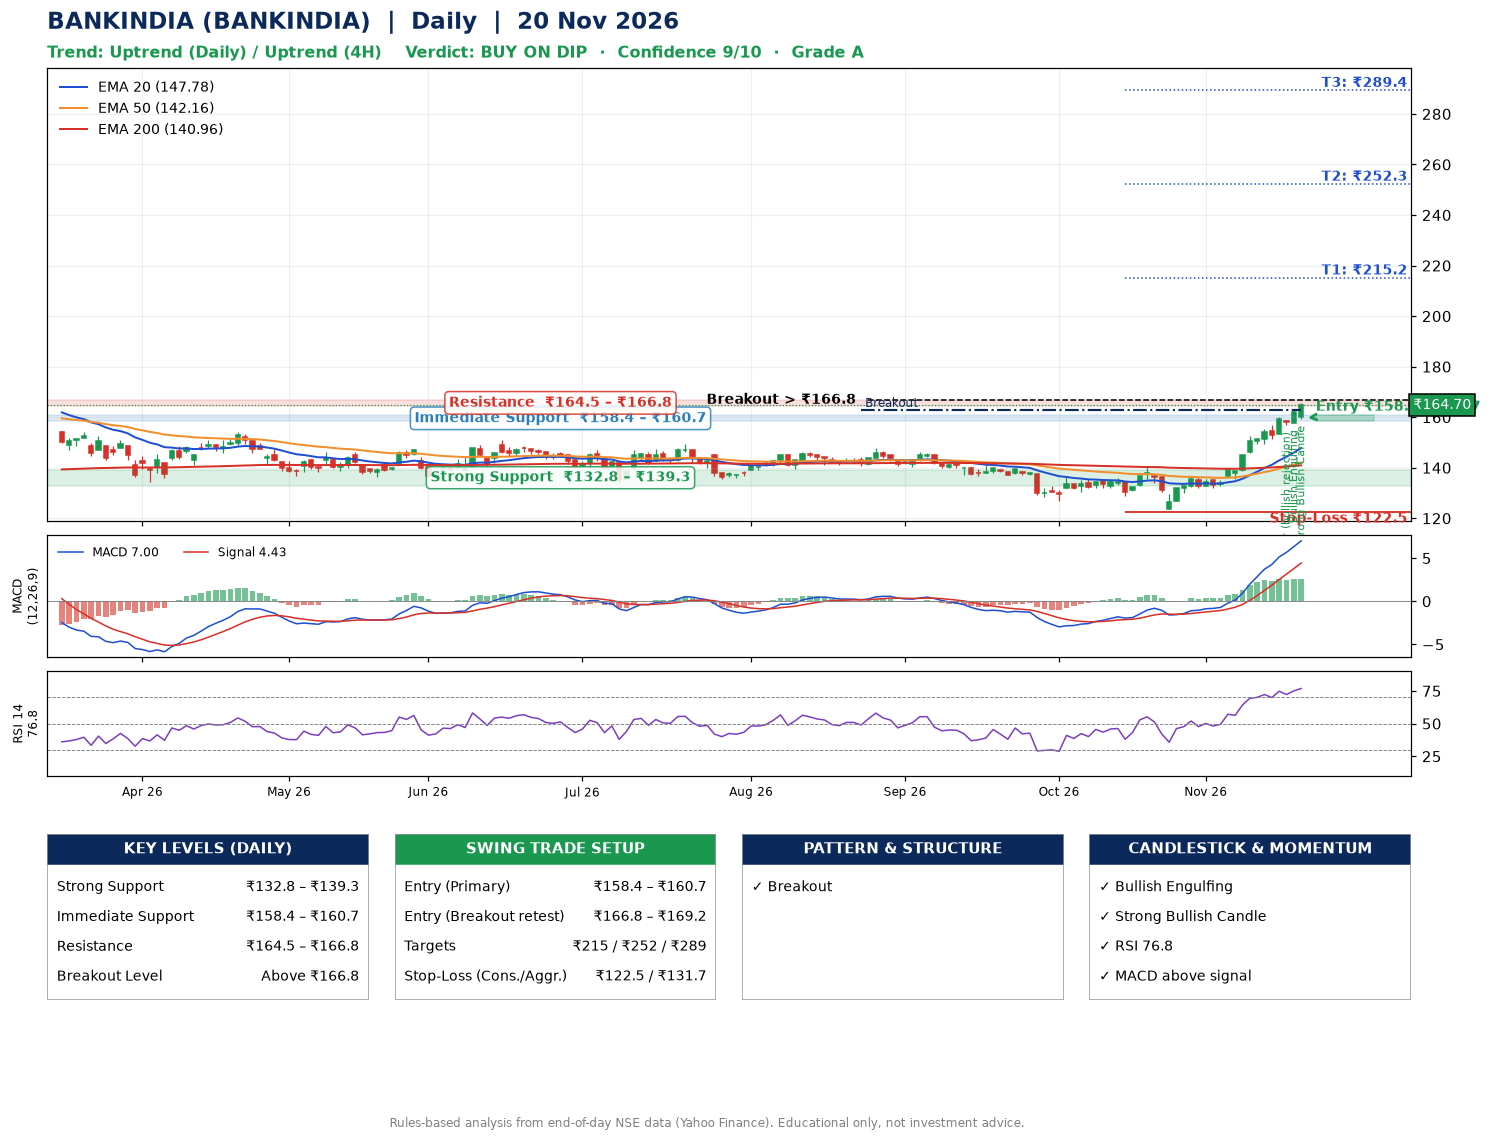 BANKINDIA (BANKINDIA) | Daily | 20 Nov 2026
Trend: Uptrend (Daily) / Uptrend (4H) Verdict: BUY ON DIP · Confidence 9/10 · Grade A
EMA 20 (147.78)
EMA 50 (142.16)
EMA 200 (140.96)
T3: ₹289.4
T2: ₹252.3
T1: ₹215.2
280
260
240
220
200
180
160
140
120
Resistance ₹164.5 – ₹166.8
Immediate Support ₹158.4 – ₹160.7
Strong Support ₹132.8 – ₹139.3
Breakout > ₹166.8
Breakout
Entry ₹158.
₹164.70
Stop-Loss ₹122.5
MACD 7.00
Signal 4.43
MACD
(12,26,9)
5
0
−5
RSI 14
76.8
75
50
25
Apr 26
May 26
Jun 26
Jul 26
Aug 26
Sep 26
Oct 26
Nov 26
KEY LEVELS (DAILY)
Strong Support ₹132.8 – ₹139.3
Immediate Support ₹158.4 – ₹160.7
Resistance ₹164.5 – ₹166.8
Breakout Level Above ₹166.8
SWING TRADE SETUP
Entry (Primary) ₹158.4 – ₹160.7
Entry (Breakout retest) ₹166.8 – ₹169.2
Targets ₹215 / ₹252 / ₹289
Stop-Loss (Cons./Aggr.) ₹122.5 / ₹131.7
PATTERN & STRUCTURE
✓ Breakout
CANDLESTICK & MOMENTUM
✓ Bullish Engulfing
✓ Strong Bullish Candle
✓ RSI 76.8
✓ MACD above signal
Rules-based analysis from end-of-day NSE data (Yahoo Finance). Educational only, not investment advice.